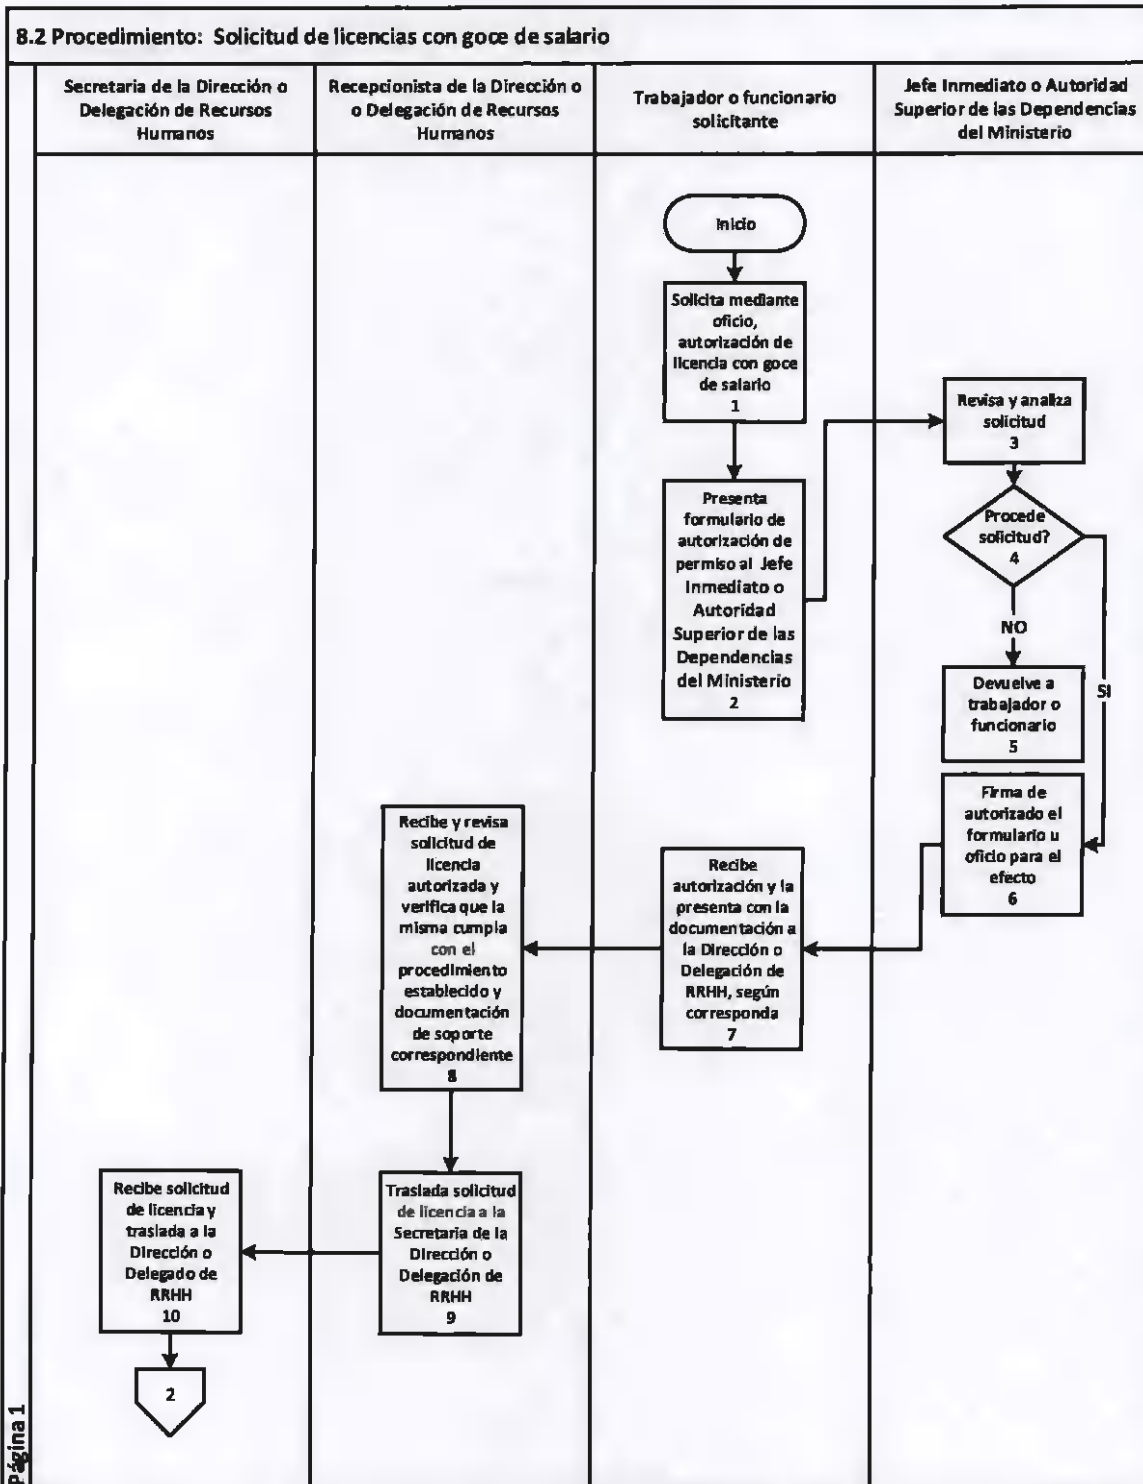 8.2 Procedimiento: Solicitud de licencias con goce de salario
Secretaria de la Dirección o
Delegación de Recursos
Humanos
Recepcionista de la Dirección o
o Delegación de Recursos
Humanos
Trabajador o funcionario
solicitante
Jefe Inmediato o Autoridad
Superior de las Dependencias
del Ministerio
Inicio
Solicita mediante
oficio,
autorización de
licencia con goce
de salario
1
Presenta
formulario de
autorización de
permiso al Jefe
Inmediato o
Autoridad
Superior de las
Dependencias
del Ministerio
2
Revisa y analiza
solicitud
3
Procede
solicitud?
4
NO
SI
Devuelve a
trabajador o
funcionario
5
Firma de
autorizado el
formulario u
oficio para el
efecto
6
Recibe
autorización y la
presenta con la
documentación a
la Dirección o
Delegación de
RRHH, según
corresponda
7
Recibe y revisa
solicitud de
licencia
autorizada y
verifica que la
misma cumpla
con el
procedimiento
establecido y
documentación
de soporte
correspondiente
8
Traslada solicitud
de licencia a la
Secretaria de la
Dirección o
Delegación de
RRHH
9
Recibe solicitud
de licencia y
traslada a la
Dirección o
Delegado de
RRHH
10
2
Página 1